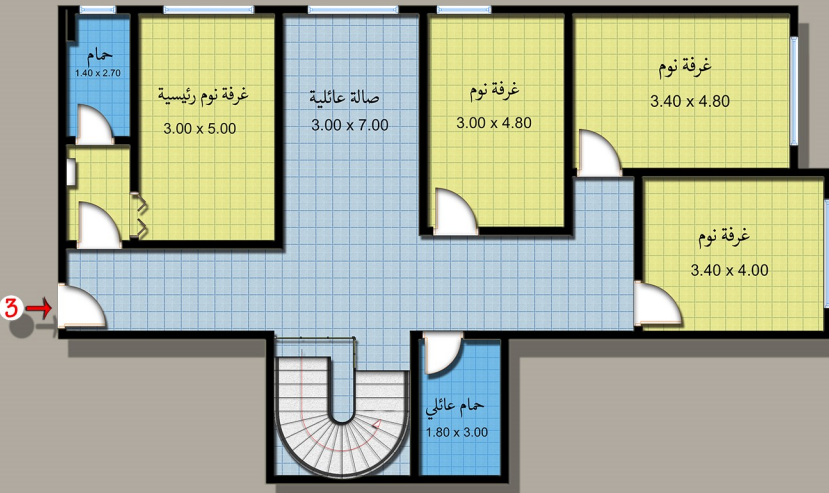 حمام
1.40 x 2.70
غرفة نوم رئيسية
3.00 x 5.00
صالة عائلية
3.00 x 7.00
غرفة نوم
3.00 x 4.80
غرفة نوم
3.40 x 4.80
غرفة نوم
3.40 x 4.00
3
حمام عائلي
1.80 x 3.00